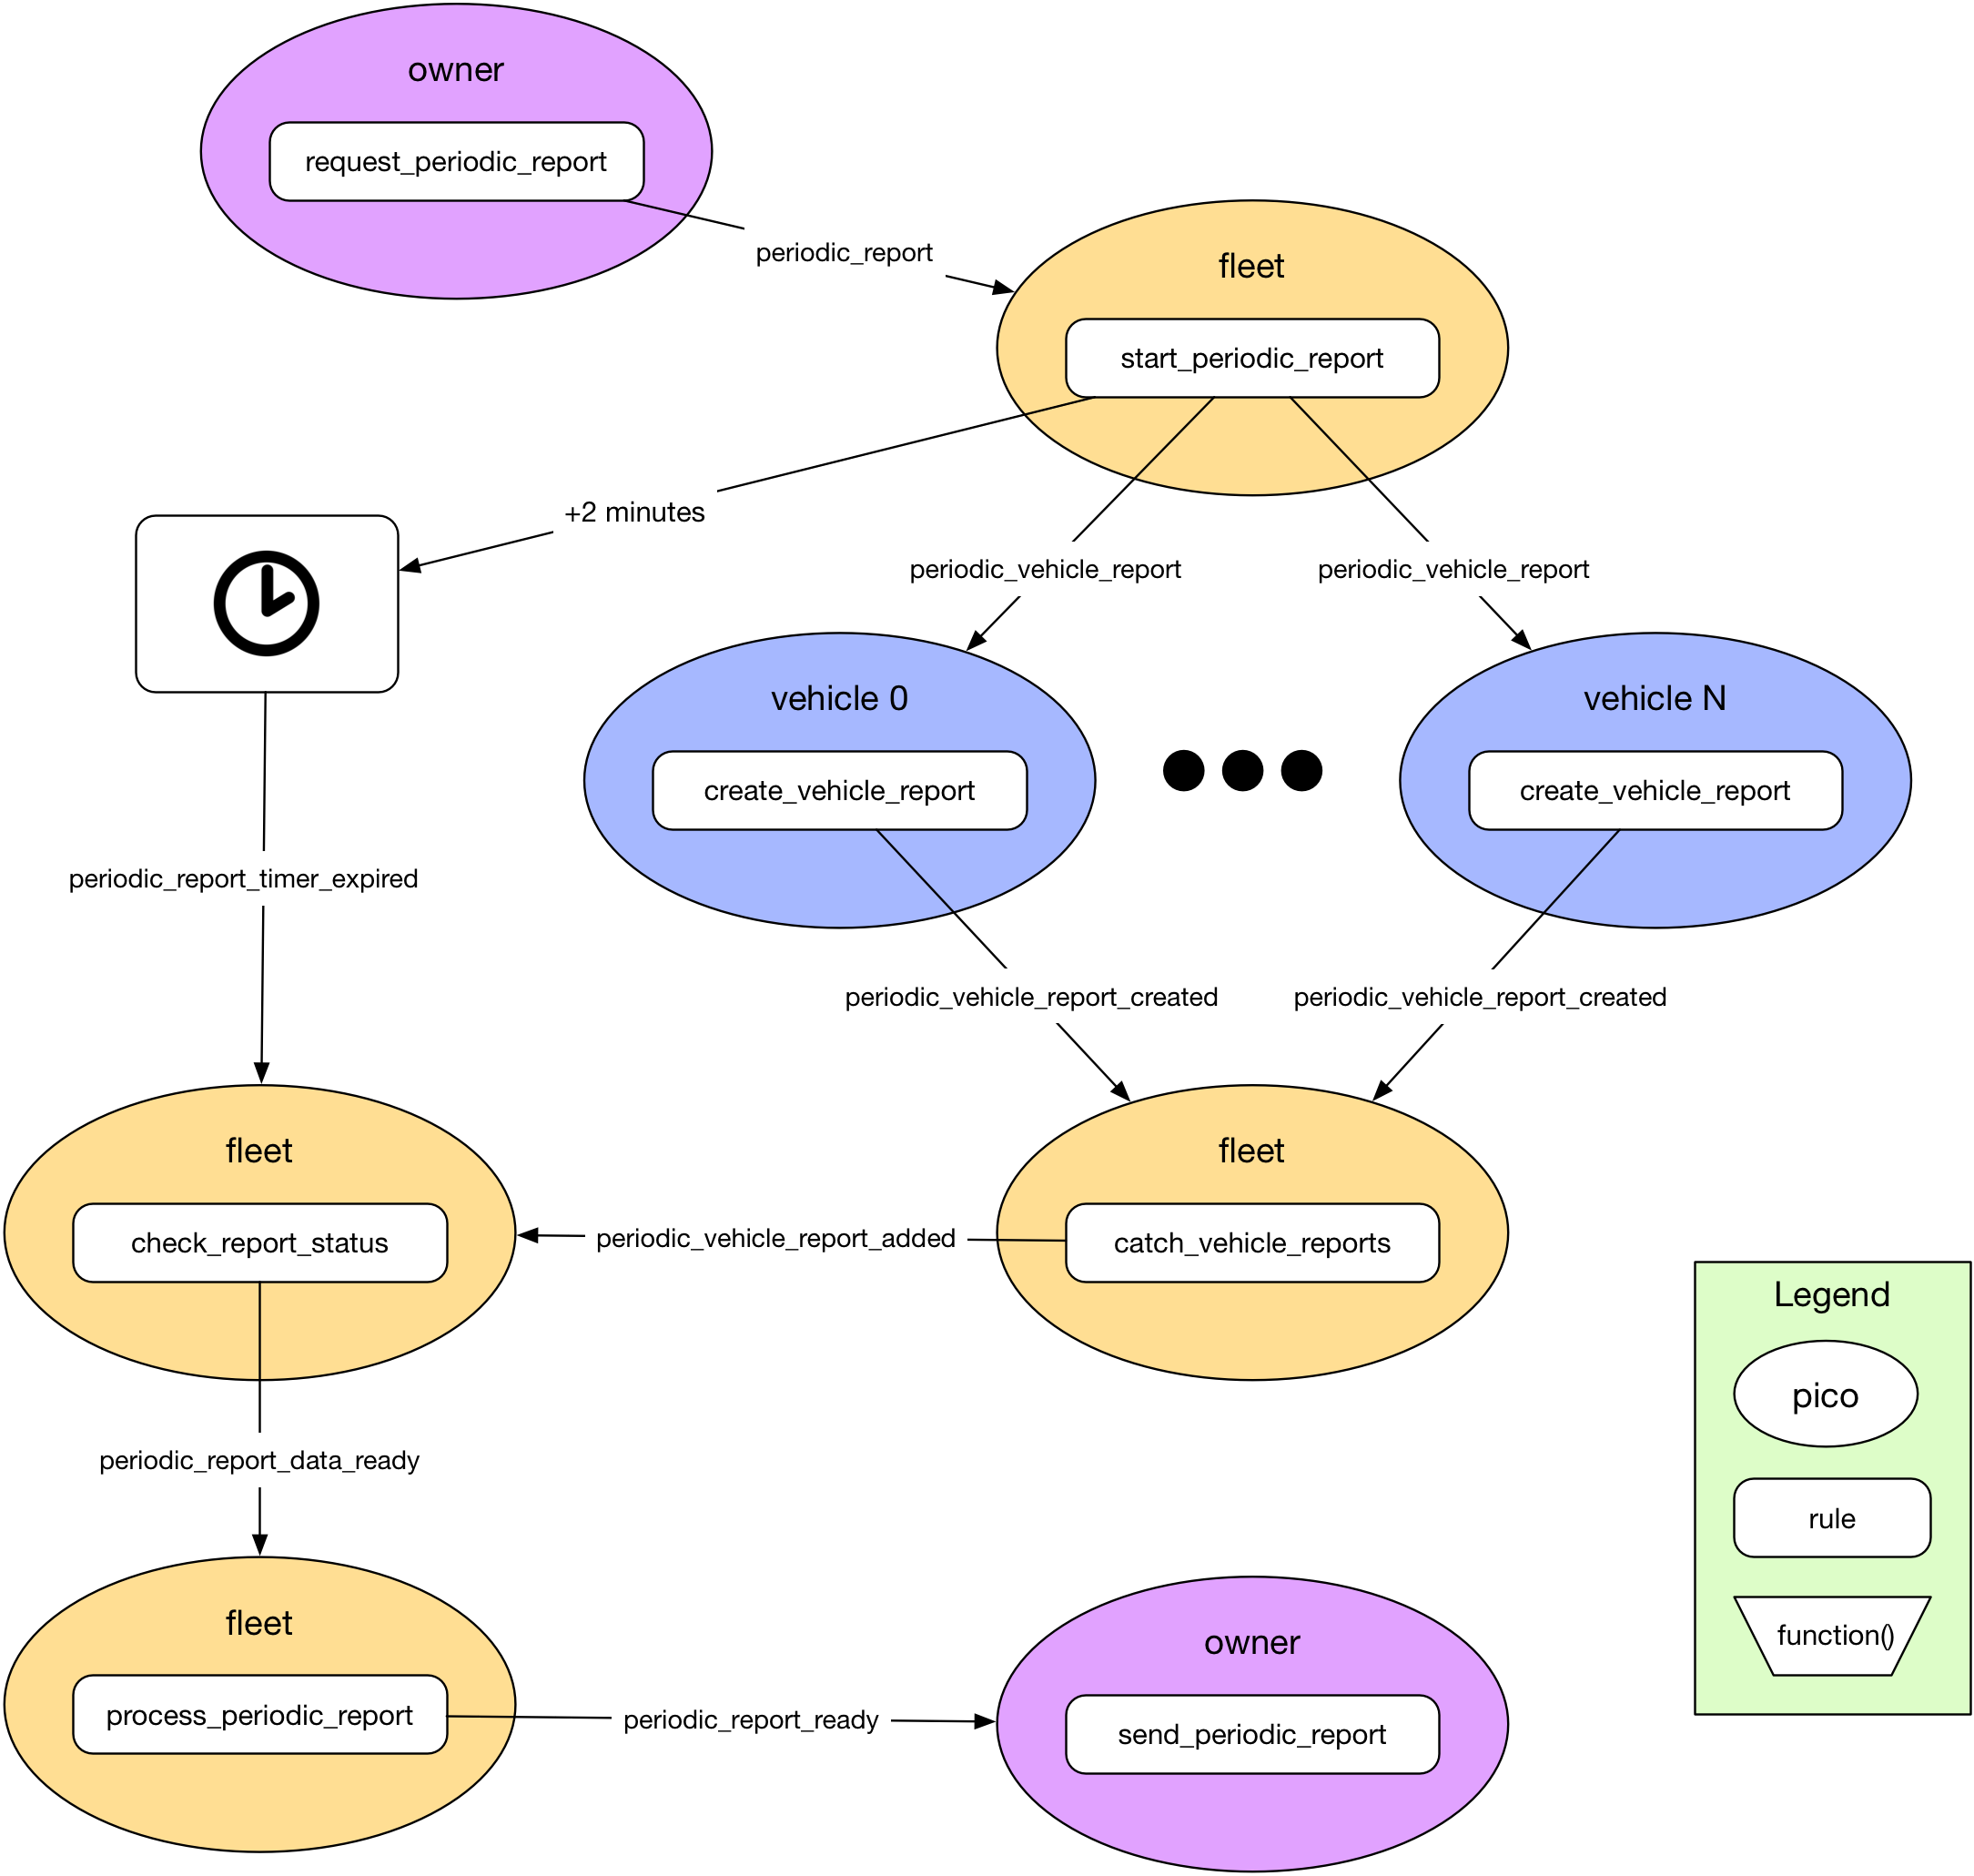 owner
request_periodic_report
periodic_report
fleet
start_periodic_report
+2 minutes
periodic_vehicle_report
periodic_vehicle_report
vehicle 0
create_vehicle_report
vehicle N
create_vehicle_report
periodic_report_timer_expired
periodic_vehicle_report_created
periodic_vehicle_report_created
fleet
check_report_status
periodic_vehicle_report_added
fleet
catch_vehicle_reports
periodic_report_data_ready
fleet
process_periodic_report
periodic_report_ready
owner
send_periodic_report
Legend
pico
rule
function()